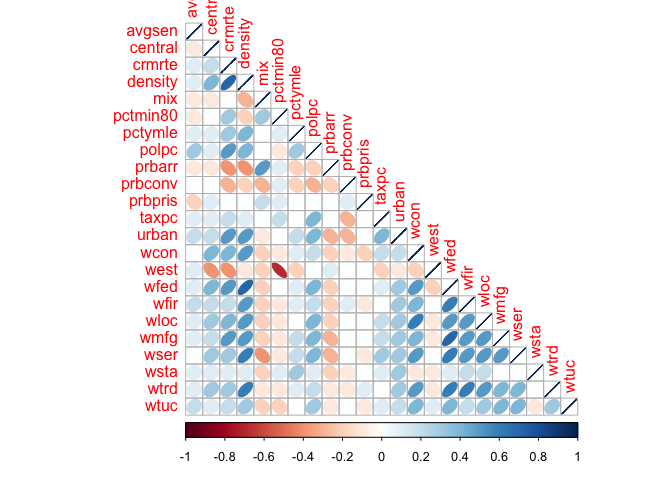 avgsen
central
crmrte
density
mix
pctmin80
pctymle
polpc
prbarr
prbconv
prbpris
taxpc
urban
wcon
west
wfed
wfir
wloc
wmfg
wser
wsta
wtrd
wtuc
av
centr
crmrte
density
mix
pctmin80
pctymle
polpc
prbarr
prbconv
prbpris
taxpc
urban
wcon
west
wfed
wfir
wloc
wmfg
wser
wsta
wtrd
wtuc
-1 -0.8 -0.6 -0.4 -0.2 0 0.2 0.4 0.6 0.8 1